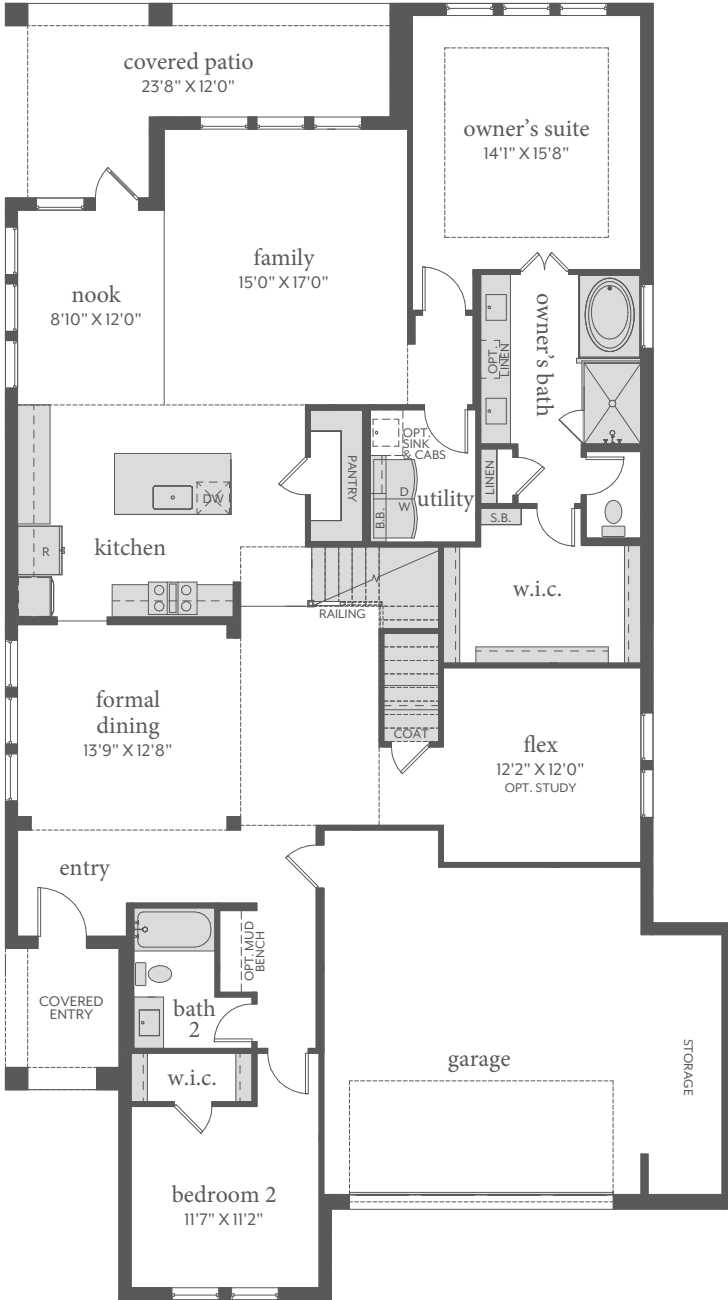 covered patio
23'8" X 12'0"
owner's suite
14'1" X 15'8"
family
15'0" X 17'0"
nook
8'10" X 12'0"
owner's bath
OPT.
LINEN
OPT.
SINK
& CABS
PANTRY
D
W
B.B.
utility
LINEN
S.B.
DW
R
kitchen
w.i.c.
RAILING
formal
dining
13'9" X 12'8"
COAT
flex
12'2" X 12'0"
OPT. STUDY
entry
OPT. MUD
BENCH
COVERED
ENTRY
bath
2
garage
STORAGE
w.i.c.
bedroom 2
11'7" X 11'2"